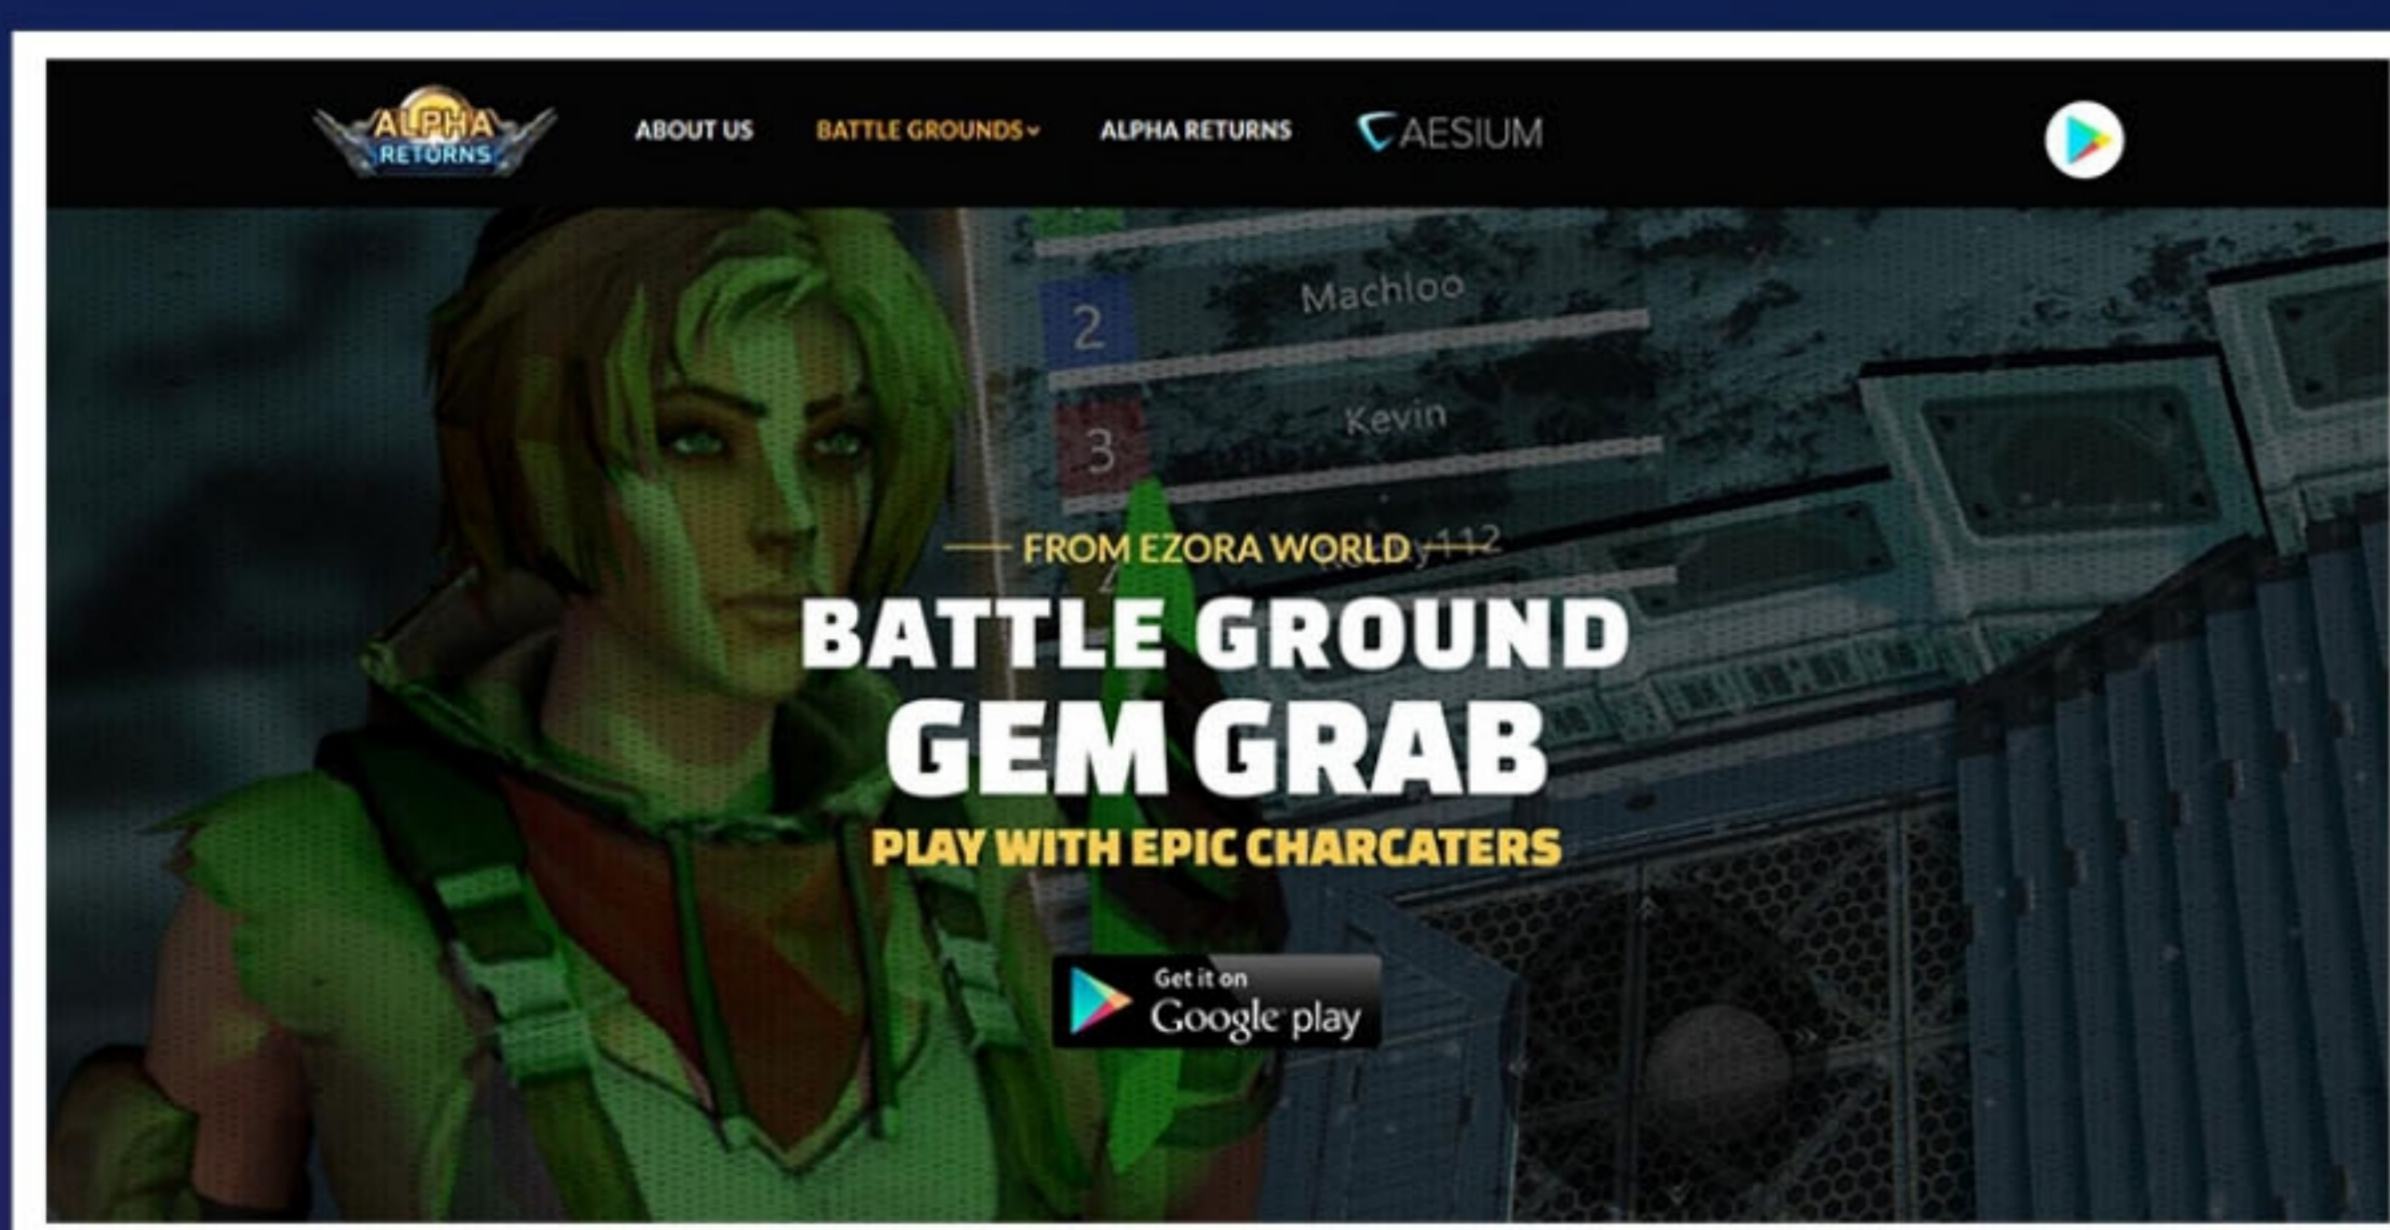 ALPHA
RETURNS
ABOUT US
BATTLE GROUNDS
ALPHA RETURNS
AESIUM
2
Machloo
3
Kevin
FROM EZORA WORLD
BATTLE GROUND
GEM GRAB
PLAY WITH EPIC CHARCATERS
Get it on
Google play